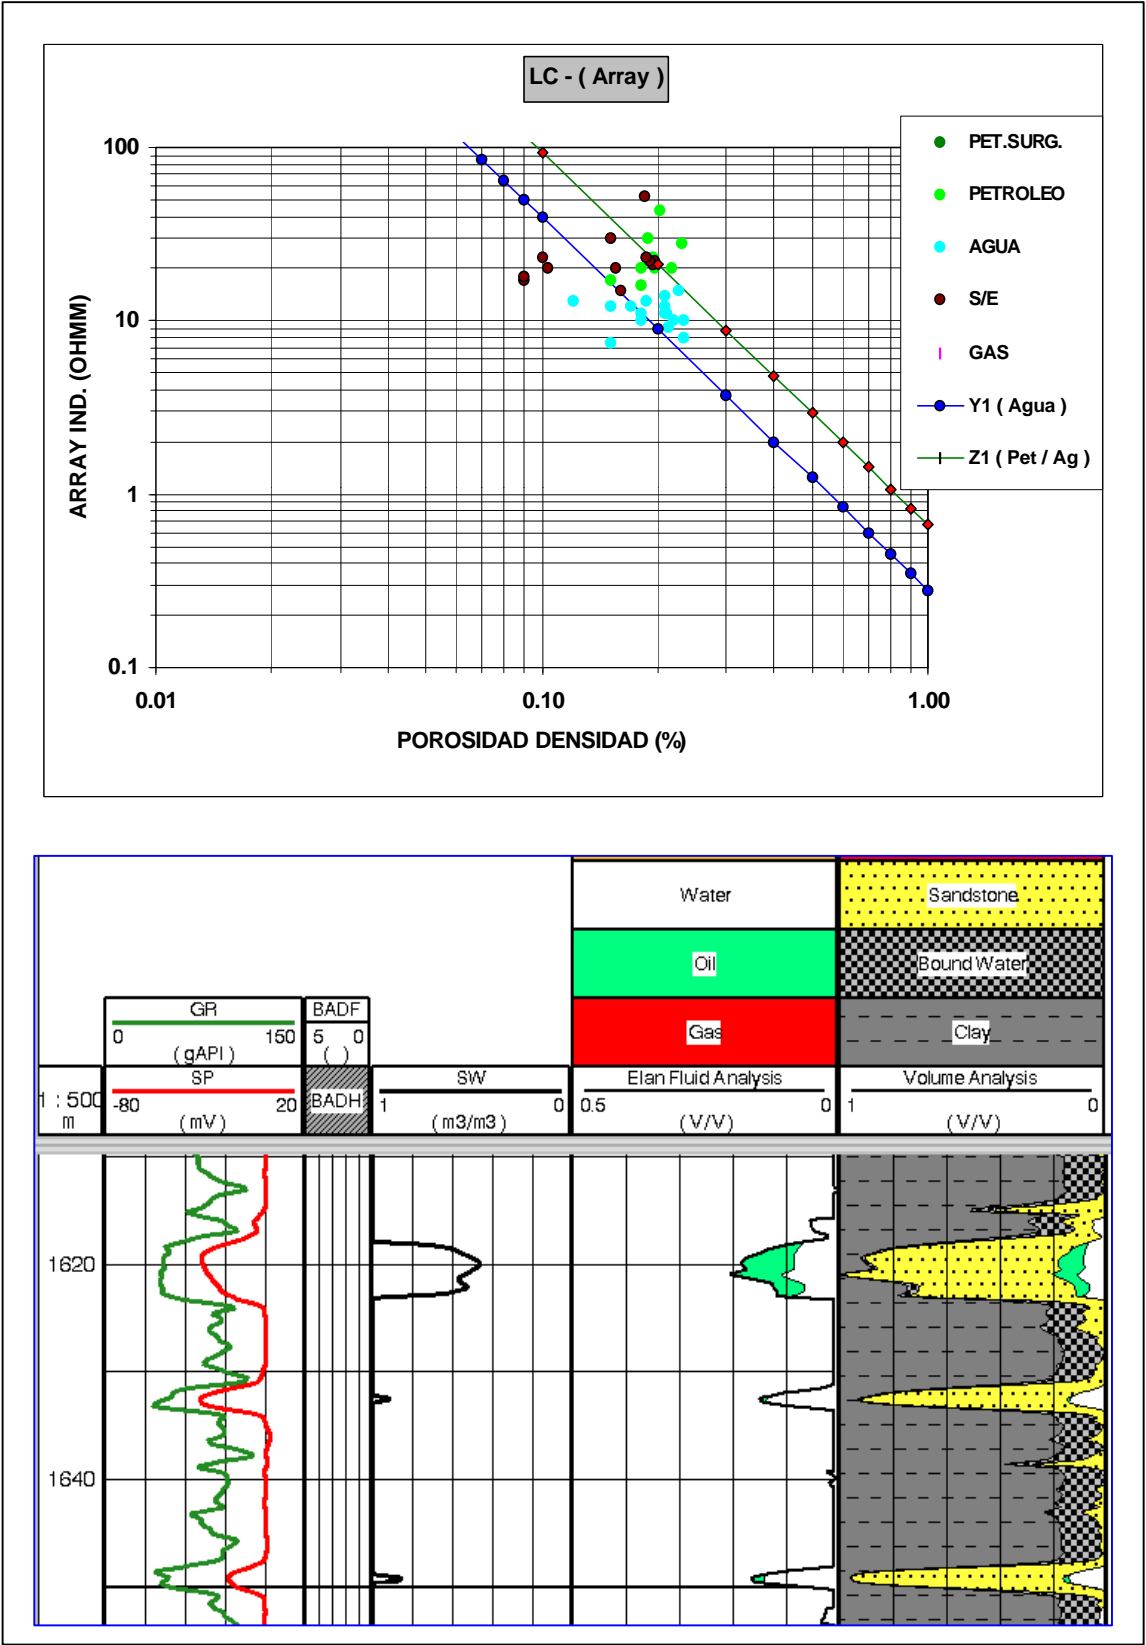 LC - ( Array )
100
10
1
0.1
0.01
0.10
1.00
ARRAY IND. (OHMM)
POROSIDAD DENSIDAD (%)
PET.SURG.
PETROLEO
AGUA
S/E
GAS
Y1 ( Agua )
Z1 ( Pet / Ag )
Water
Sandstone
Oil
Bound Water
GR
0 150
( gAPI )
BADF
5 0
( )
Gas
Clay
1 : 500
m
SP
-80 20
(mV)
BADH
SW
1 0
( m3/m3 )
Elan Fluid Analysis
0.5 0
( V/V )
Volume Analysis
1 0
( V/V )
1620
1640